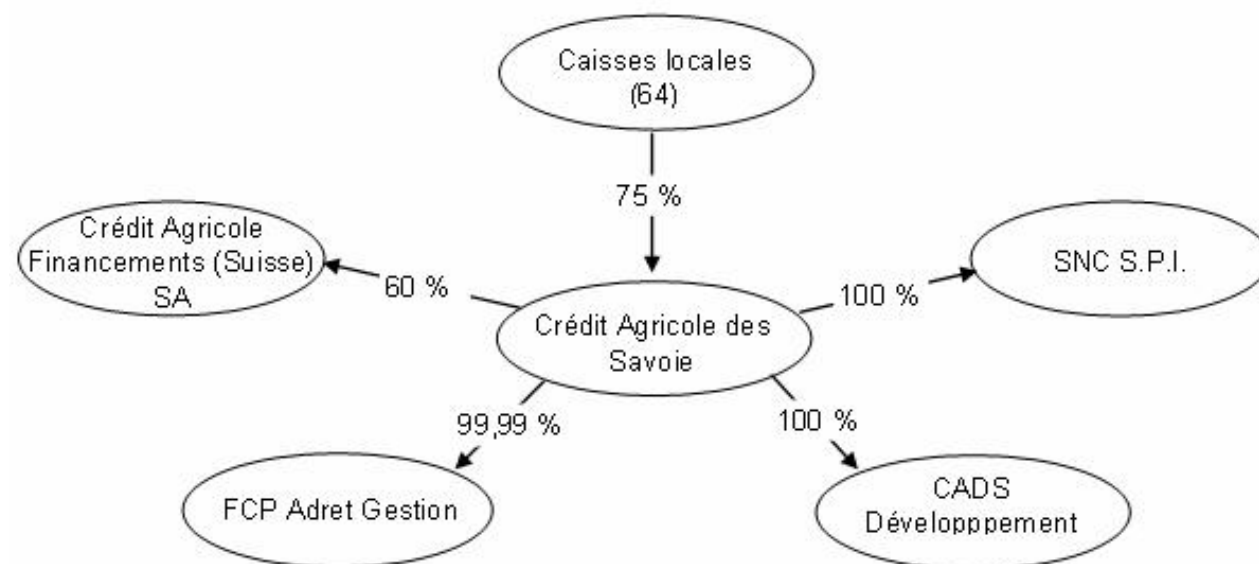 Caisses locales
(64)
75 %
Crédit Agricole
Financements (Suisse)
SA
60 %
Crédit Agricole des
Savoie
100 %
SNC S.P.I.
99,99 %
100 %
FCP Adret Gestion
CADS
Développpement